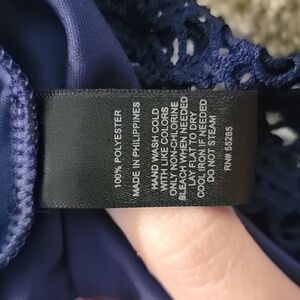 100% POLYESTER
MADE IN PHILIPPINES
HAND WASH COLD
WITH LIKE COLORS
ONLY NON-CHLORINE
BLEACH WHEN NEEDED
LAY FLAT TO DRY
COOL IRON IF NEEDED
DO NOT STEAM
RN# 55285